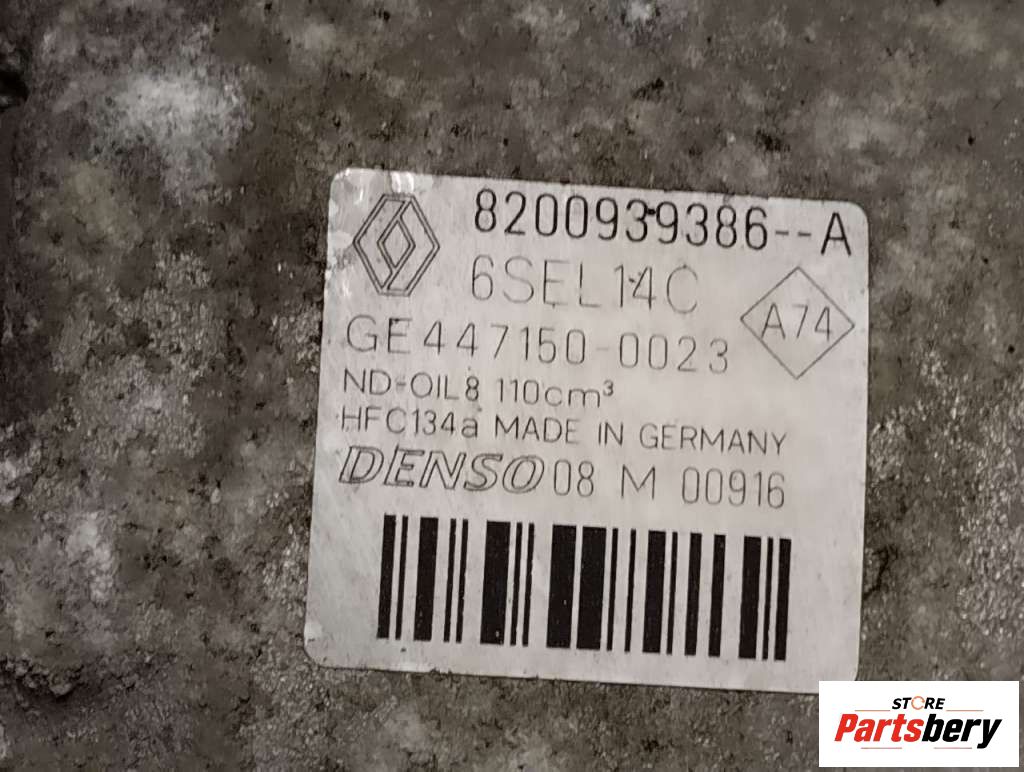 8200939386--A
6SEL14C
A74
GE447150-0023
ND-OIL8 110cm³
HFC134a MADE IN GERMANY
DENSO 08 M 00916
STORE
Partsbery